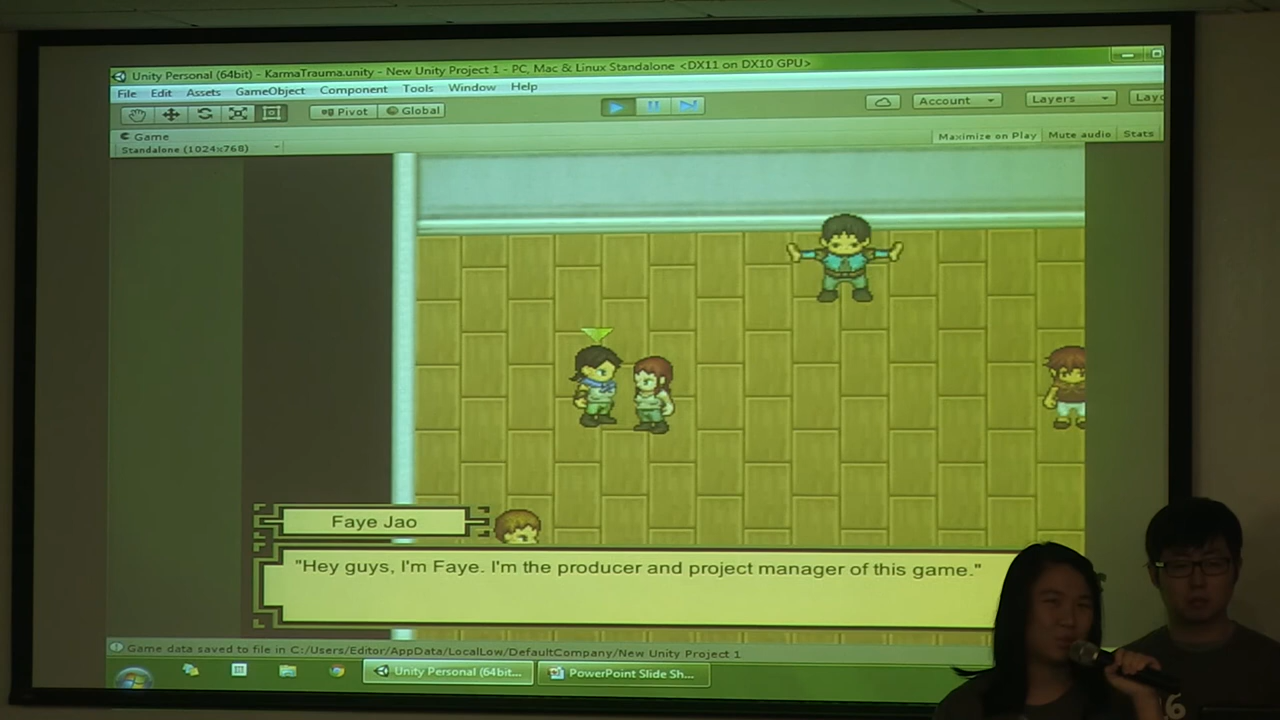 Unity Personal (64bit) - KarmaTrauma.unity - New Unity Project 1 - PC, Mac & Linux Standalone <DX11 on DX10 GPU>
File Edit Assets GameObject Component Tools Window Help
Pivot Global Account Layers Layo
Game Maximize on Play Mute audio Stats
Standalone (1024x768)
Faye Jao
"Hey guys, I'm Faye. I'm the producer and project manager of this game."
Game data saved to file in C:/Users/Editor/AppData/LocalLow/DefaultCompany/New Unity Project 1
Unity Personal (64bit... PowerPoint Slide Sh...
6